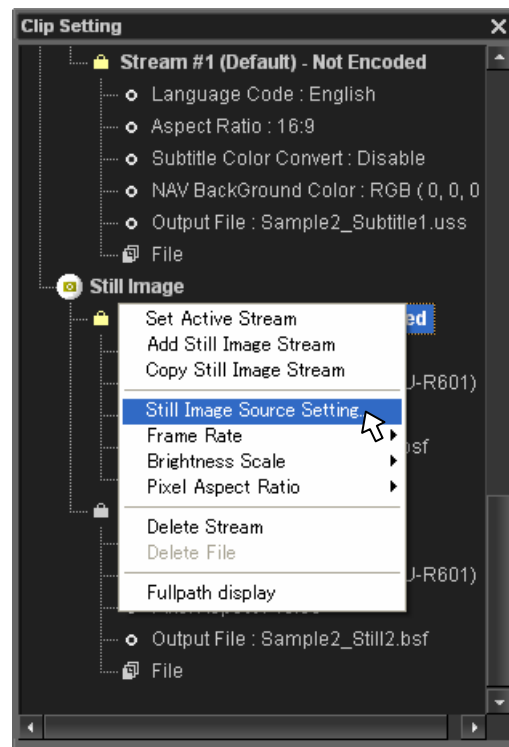 Clip Setting
Stream #1 (Default) - Not Encoded
Language Code : English
Aspect Ratio : 16:9
Subtitle Color Convert : Disable
NAV BackGround Color : RGB ( 0, 0, 0
Output File : Sample2_Subtitle1.uss
File
Still Image
Set Active Stream
ed
Add Still Image Stream
Copy Still Image Stream
J-R601)
Still Image Source Setting...
Frame Rate
bsf
Brightness Scale
Pixel Aspect Ratio
Delete Stream
Delete File
J-R601)
Fullpath display
Output File : Sample2_Still2.bsf
File